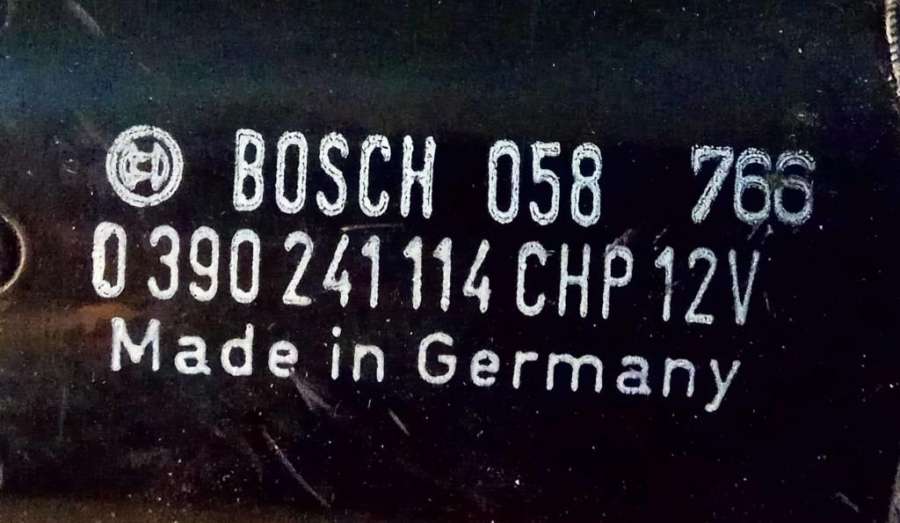 BOSCH 058 766
0 390 241 114 CHP 12V
Made in Germany